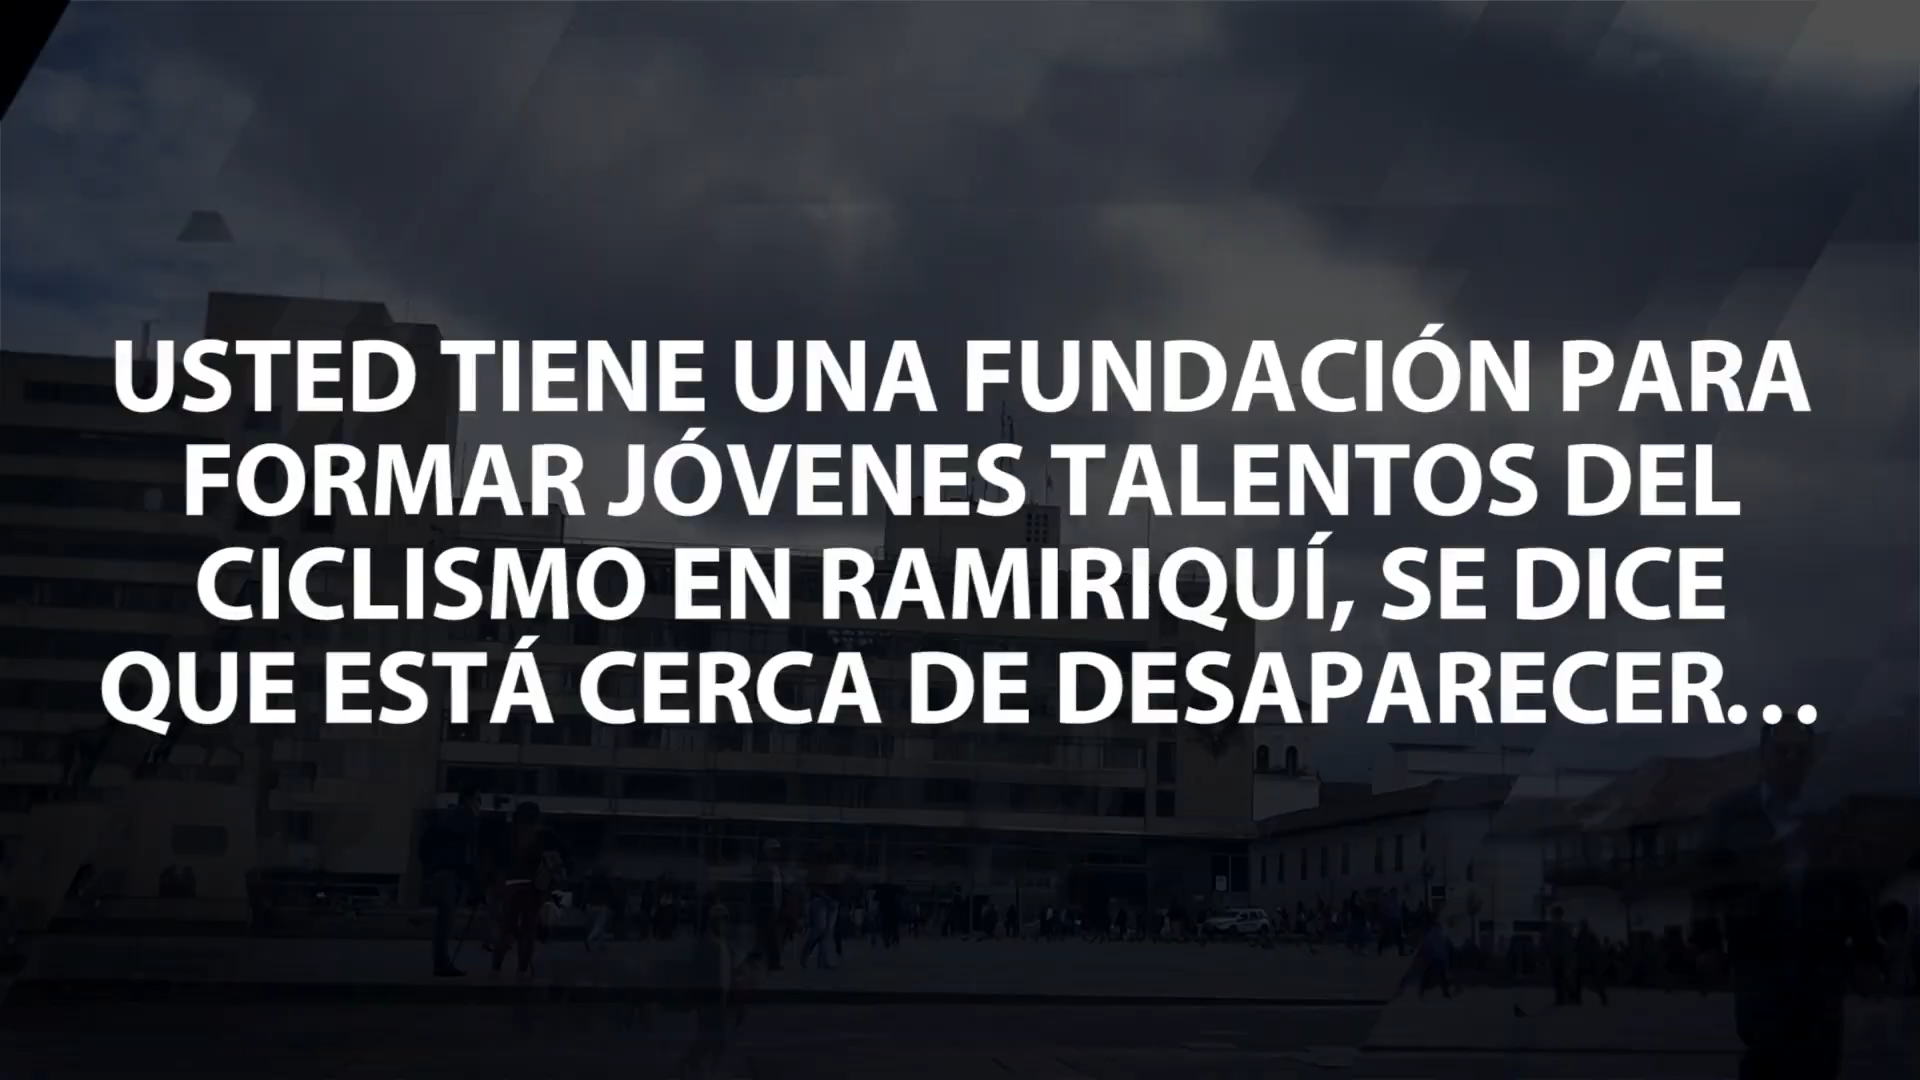 USTED TIENE UNA FUNDACIÓN PARA
FORMAR JÓVENES TALENTOS DEL
CICLISMO EN RAMIRIQUÍ, SE DICE
QUE ESTÁ CERCA DE DESAPARECER...